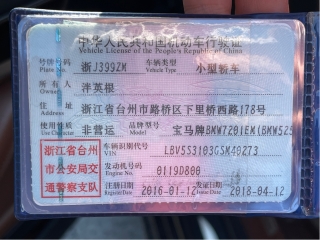 中华人民共和国机动车行驶证
Vehicle License of the People's Republic of China
号牌号码 浙J399ZM 车辆类型 小型轿车
Plate No. Vehicle Type
所有人 泮英根
Owner
住址 浙江省台州市路桥区下里桥西路178号
Address
使用性质 非营运 品牌型号 宝马牌BMW7201EM(BMW525
Use Character Model
浙江省台州市公安局交通警察支队
车辆识别代号 LBV5S3103GSM40273
VIN
发动机号码 0119D800
Engine No.
注册日期 2016-01-12 发证日期 2018-04-12
Register Date Issue Date